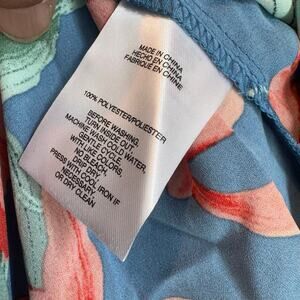 MADE IN CHINA
HECHO EN CHINA
FABRIQUÉ EN CHINE
100% POLYESTER/POLIESTER
BEFORE WASHING,
TURN INSIDE OUT.
MACHINE WASH COLD WATER,
GENTLE CYCLE,
WITH LIKE COLORS,
NO BLEACH,
DRIP DRY.
PRESS WITH COOL IRON IF
NECESSARY,
OR DRY CLEAN